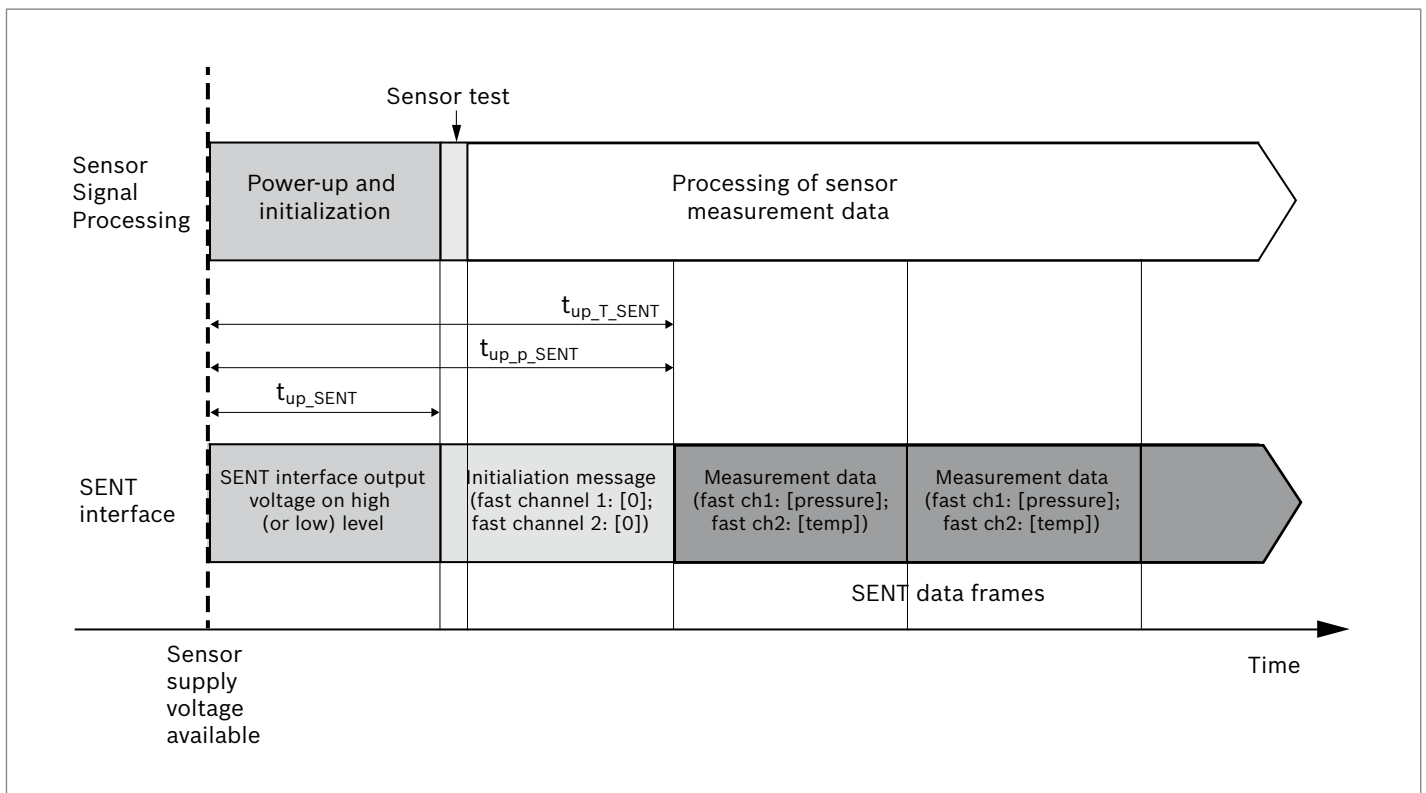 Sensor test
Sensor
Signal
Processing
Power-up and
initialization
Processing of sensor
measurement data
t_up_T_SENT
t_up_p_SENT
t_up_SENT
SENT
interface
SENT interface output
voltage on high
(or low) level
Initialiation message
(fast channel 1: [0];
fast channel 2: [0])
Measurement data
(fast ch1: [pressure];
fast ch2: [temp])
Measurement data
(fast ch1: [pressure];
fast ch2: [temp])
SENT data frames
Sensor
supply
voltage
available
Time